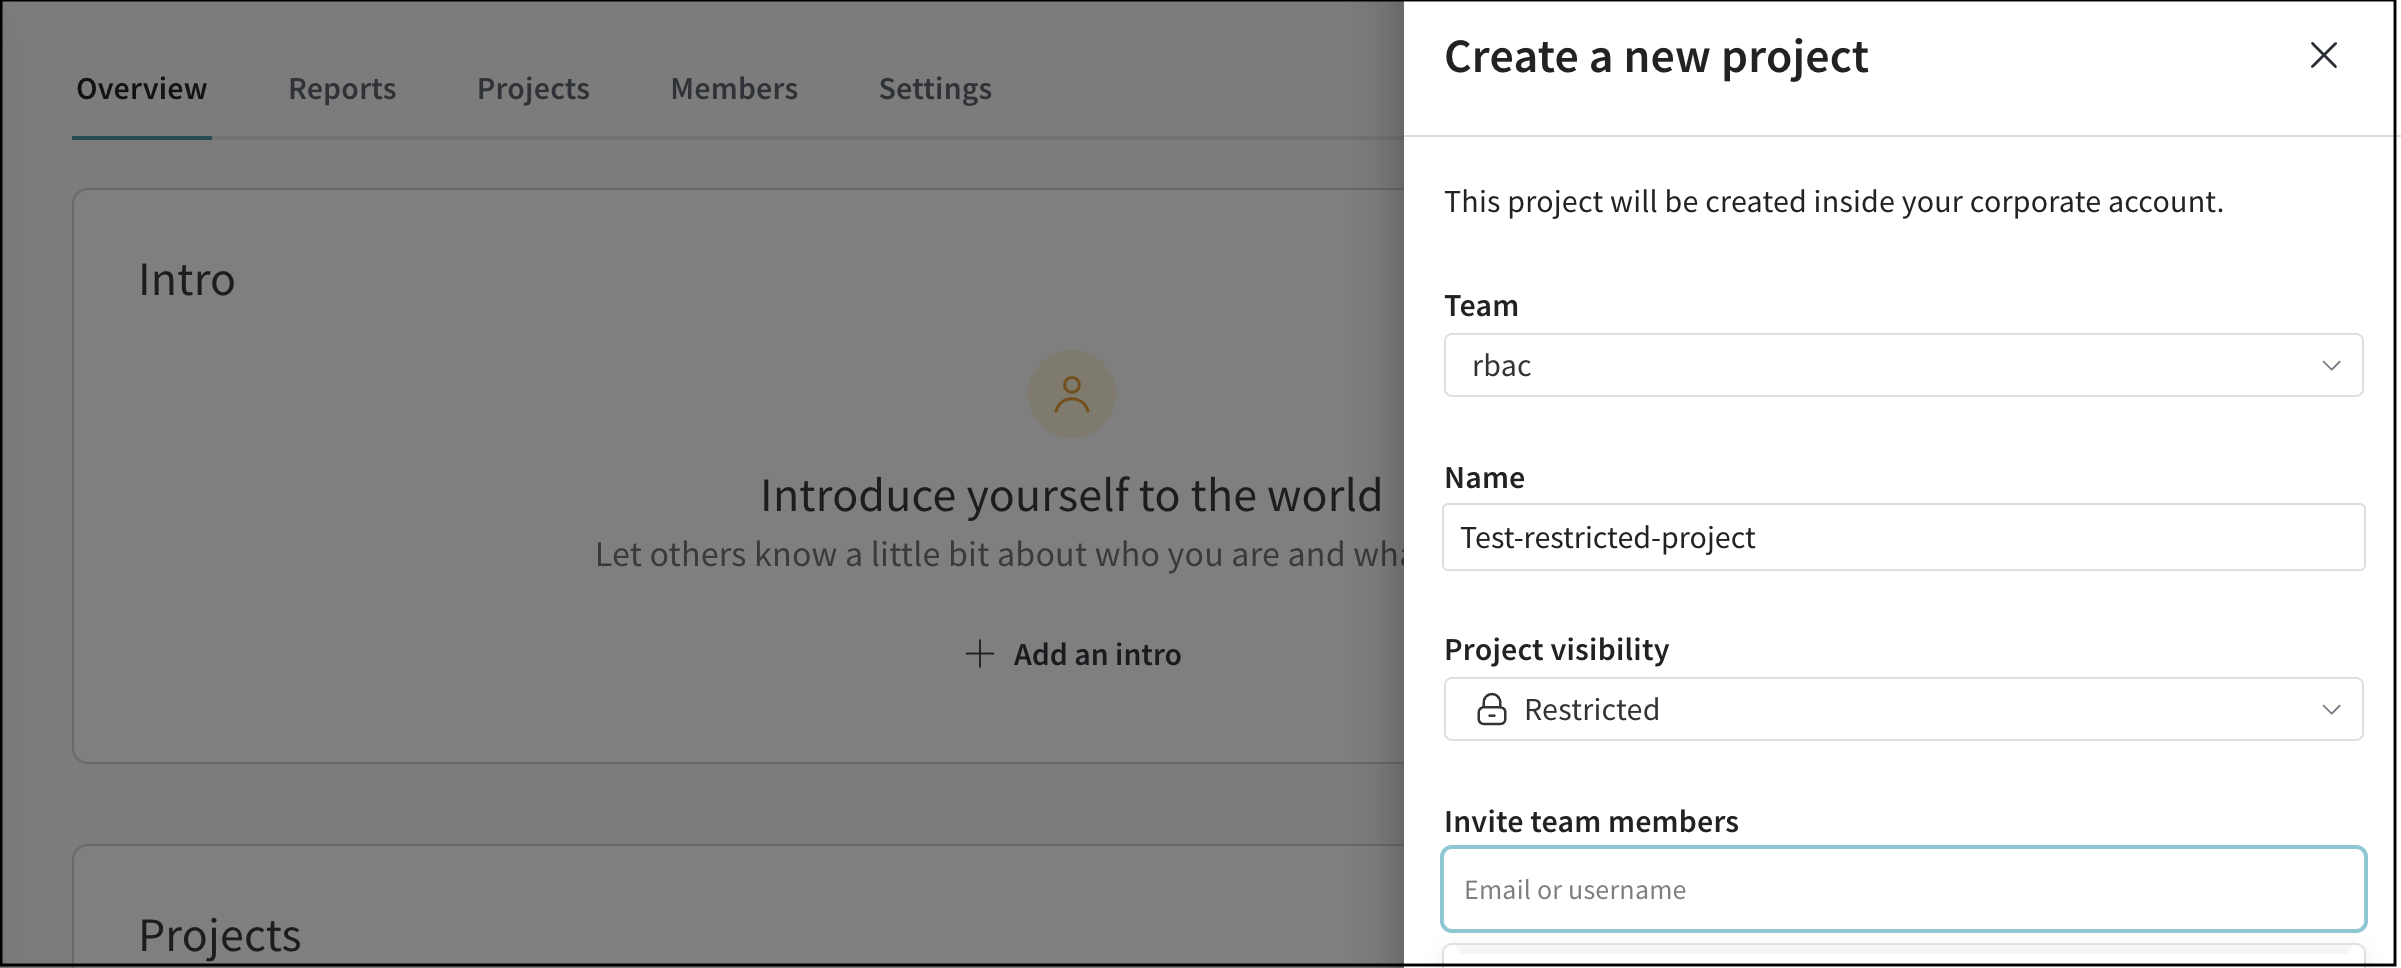 Overview Reports Projects Members Settings
Intro
Introduce yourself to the world
Let others know a little bit about who you are and
Add an intro
Projects
Create a new project
This project will be created inside your corporate account.
Team
rbac
Name
Test-restricted-project
Project visibility
Restricted
Invite team members
Email or username